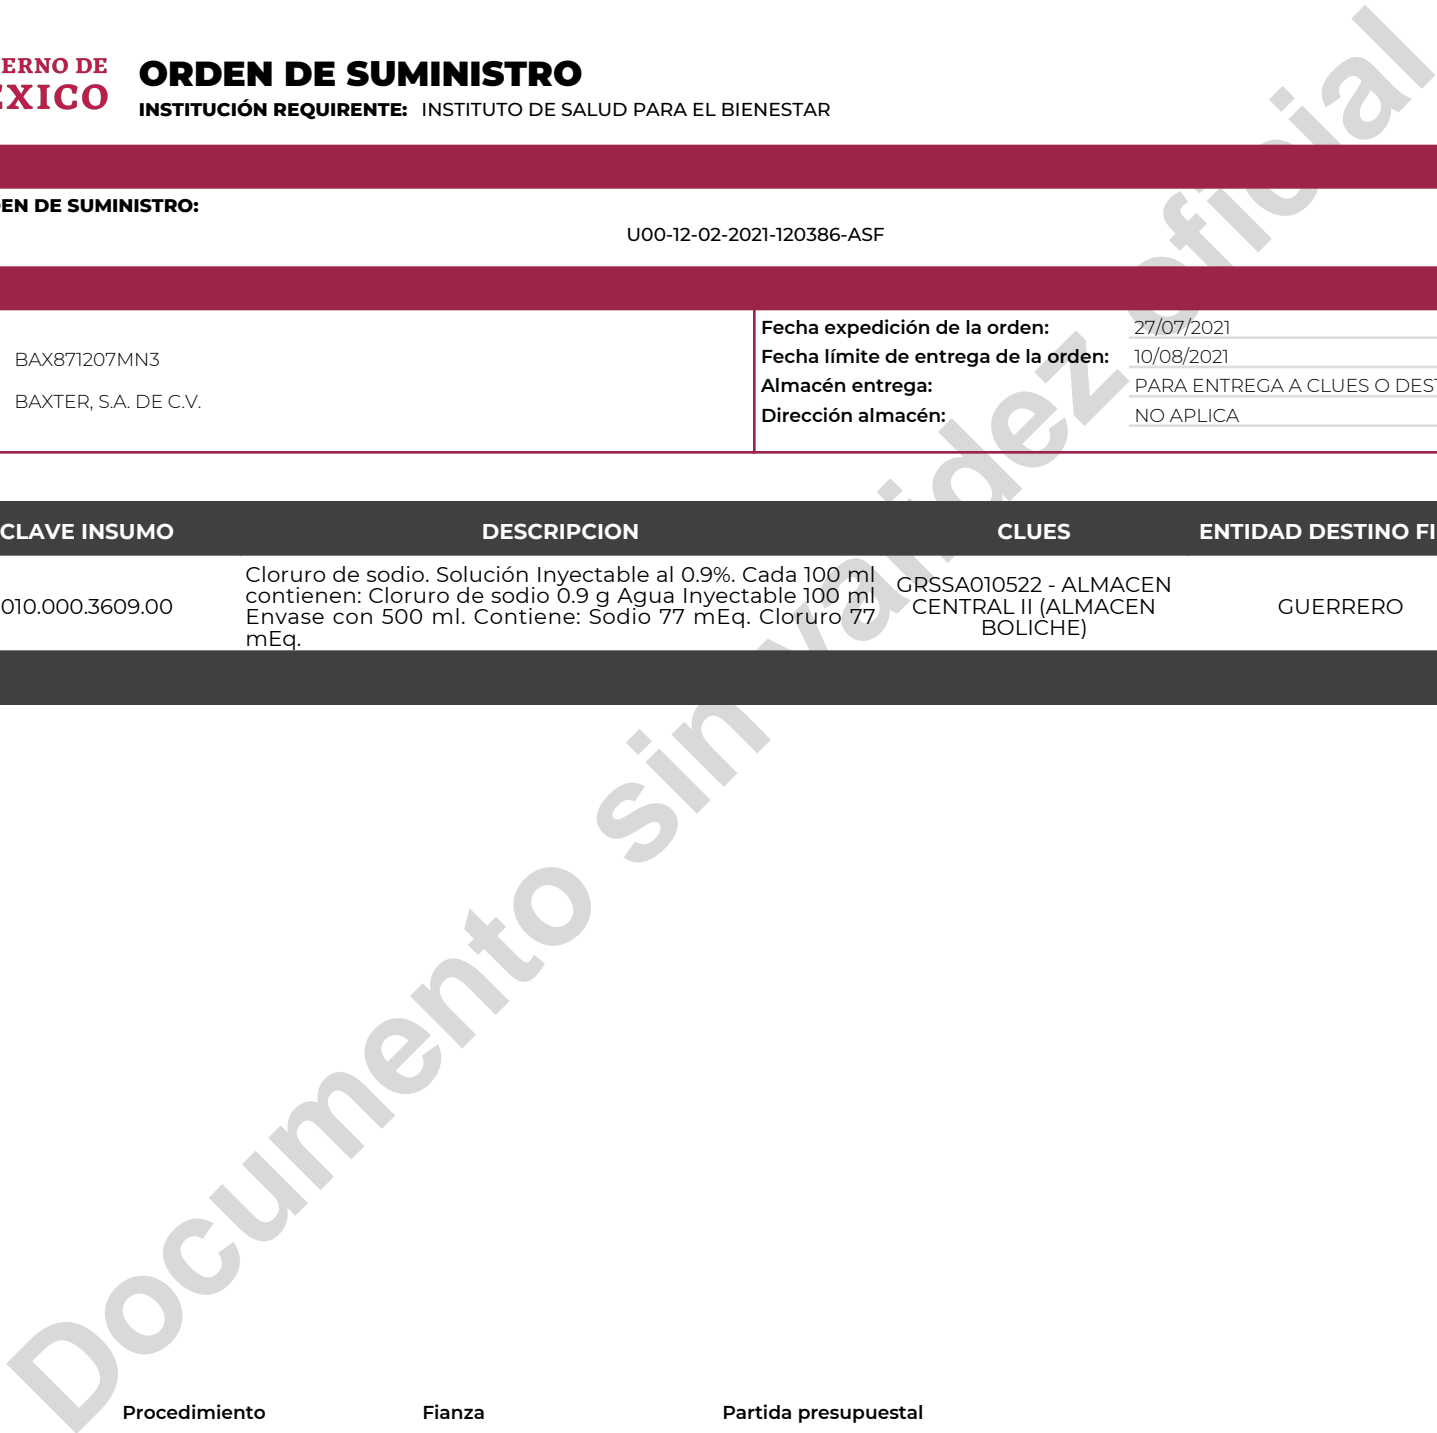 ERNO DE
EXICO
ORDEN DE SUMINISTRO
INSTITUCIÓN REQUIRENTE: INSTITUTO DE SALUD PARA EL BIENESTAR
EN DE SUMINISTRO:
U00-12-02-2021-120386-ASF
BAX871207MN3
BAXTER, S.A. DE C.V.
Fecha expedición de la orden: 27/07/2021
Fecha límite de entrega de la orden: 10/08/2021
Almacén entrega: PARA ENTREGA A CLUES O DEST
Dirección almacén: NO APLICA
CLAVE INSUMO DESCRIPCION CLUES ENTIDAD DESTINO FI
010.000.3609.00
Cloruro de sodio. Solución Inyectable al 0.9%. Cada 100 ml
contienen: Cloruro de sodio 0.9 g Agua Inyectable 100 ml
Envase con 500 ml. Contiene: Sodio 77 mEq. Cloruro 77
mEq.
GRSSA010522 - ALMACEN
CENTRAL II (ALMACEN
BOLICHE)
GUERRERO
Documento sin validez oficial
Procedimiento Fianza Partida presupuestal